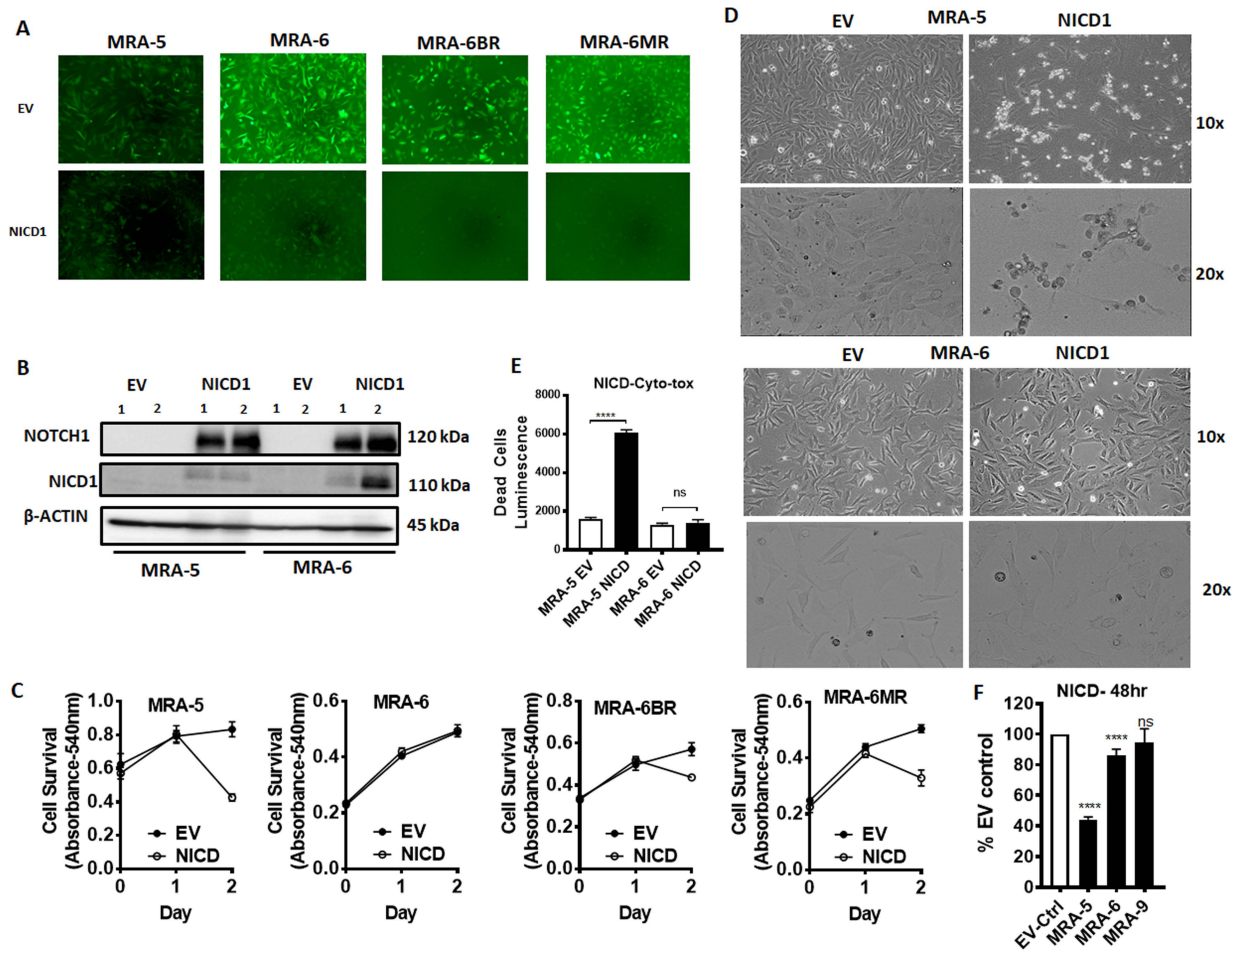 A
MRA-5
MRA-6
MRA-6BR
MRA-6MR
EV
NICD1
B
EV
NICD1
EV
NICD1
1 2 1 2 1 2 1 2
NOTCH1
120 kDa
NICD1
110 kDa
β-ACTIN
45 kDa
MRA-5
MRA-6
E
NICD-Cyto-tox
Dead Cells
Luminescence
8000
6000
4000
2000
0
****
ns
MRA-5 EV
MRA-5 NICD
MRA-6 EV
MRA-6 NICD
D
EV
MRA-5
NICD1
10x
20x
EV
MRA-6
NICD1
10x
20x
C
MRA-5
Cell Survival
(Absorbance-540nm)
1.0
0.8
0.6
0.4
0.2
0.0
EV
NICD
0 1 2
Day
MRA-6
Cell Survival
(Absorbance-540nm)
0.6
0.4
0.2
0.0
EV
NICD
0 1 2
Day
MRA-6BR
Cell Survival
(Absorbance-540nm)
0.8
0.6
0.4
0.2
0.0
EV
NICD
0 1 2
Day
MRA-6MR
Cell Survival
(Absorbance-540nm)
0.6
0.4
0.2
0.0
EV
NICD
0 1 2
Day
F
NICD- 48hr
% EV control
120
100
80
60
40
20
0
****
****
ns
EV-Ctrl
MRA-5
MRA-6
MRA-9